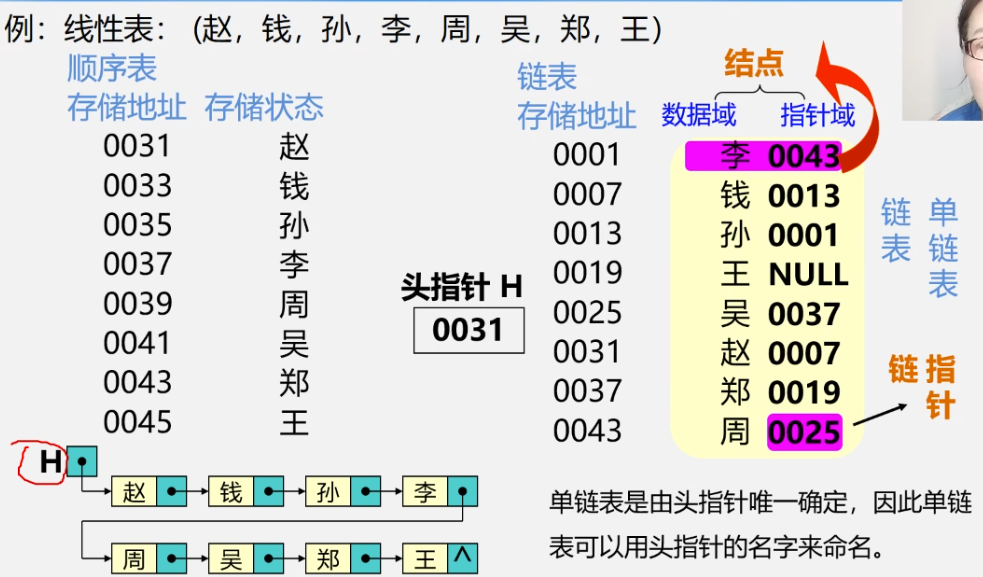 例：线性表：（赵，钱，孙，李，周，吴，郑，王）
顺序表
存储地址 存储状态
0031 赵
0033 钱
0035 孙
0037 李
0039 周
0041 吴
0043 郑
0045 王
头指针 H
0031
链表
存储地址
结点
数据域 指针域
0001 李 0043
0007 钱 0013
0013 孙 0001
0019 王 NULL
0025 吴 0037
0031 赵 0007
0037 郑 0019
0043 周 0025
链表
单链表
链
指针
H
赵 钱 孙 李
周 吴 郑 王 ^
单链表是由头指针唯一确定，因此单链
表可以用头指针的名字来命名。